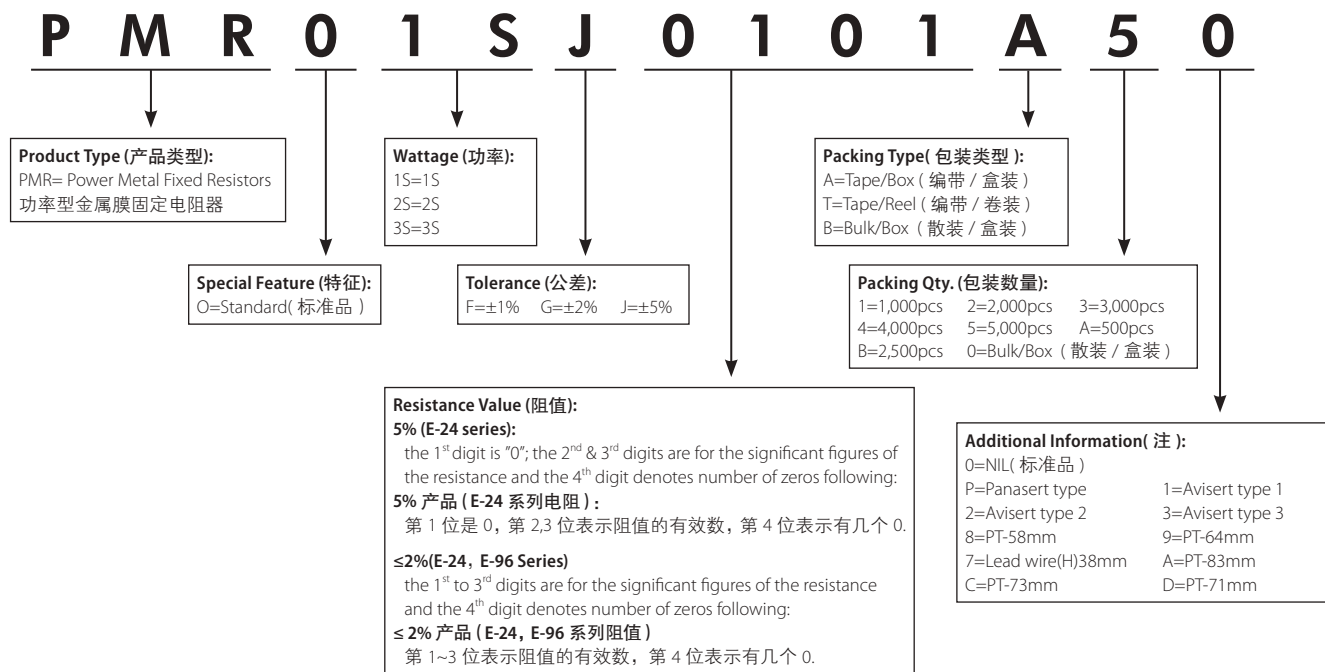 P M R 0 1 S J 0 1 0 1 A 5 0
Product Type (产品类型):
PMR= Power Metal Fixed Resistors
功率型金属膜固定电阻器
Wattage (功率):
1S=1S
2S=2S
3S=3S
Packing Type( 包装类型 ):
A=Tape/Box ( 编带 / 盒装 )
T=Tape/Reel ( 编带 / 卷装 )
B=Bulk/Box ( 散装 / 盒装 )
Special Feature (特征):
O=Standard( 标准品 )
Tolerance (公差):
F=±1% G=±2% J=±5%
Packing Qty. (包装数量):
1=1,000pcs 2=2,000pcs 3=3,000pcs
4=4,000pcs 5=5,000pcs A=500pcs
B=2,500pcs 0=Bulk/Box ( 散装 / 盒装 )
Resistance Value (阻值):
5% (E-24 series):
the 1st digit is "0"; the 2nd & 3rd digits are for the significant figures of
the resistance and the 4th digit denotes number of zeros following:
5% 产品 ( E-24 系列电阻 ) :
第 1 位是 0，第 2,3 位表示阻值的有效数，第 4 位表示有几个 0.
≤2%(E-24, E-96 Series)
the 1st to 3rd digits are for the significant figures of the resistance
and the 4th digit denotes number of zeros following:
≤ 2% 产品 ( E-24, E-96 系列阻值 )
第 1~3 位表示阻值的有效数，第 4 位表示有几个 0.
Additional Information( 注 ):
0=NIL( 标准品 )
P=Panasert type 1=Avisert type 1
2=Avisert type 2 3=Avisert type 3
8=PT-58mm 9=PT-64mm
7=Lead wire(H)38mm A=PT-83mm
C=PT-73mm D=PT-71mm